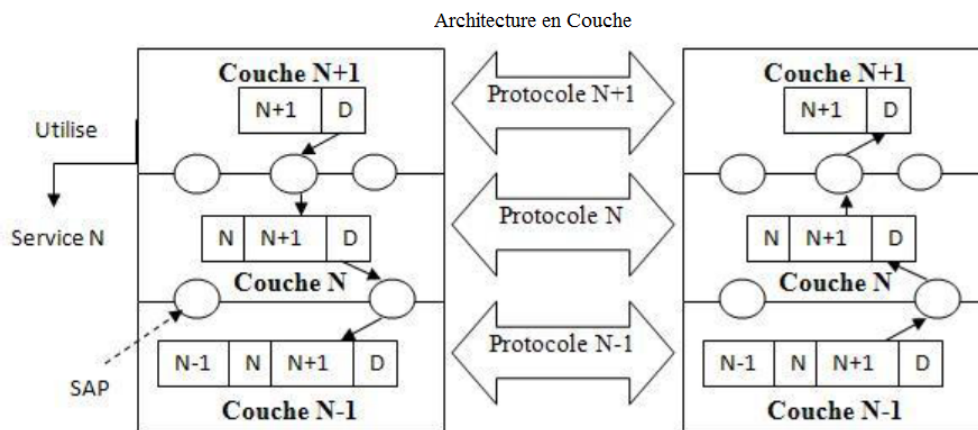 Architecture en Couche
Couche N+1
Couche N+1
N+1 D
Protocole N+1
N+1 D
Utilise
Service N
N N+1 D
Protocole N
N N+1 D
Couche N
Couche N
Protocole N-1
N-1 N N+1 D
N-1 N N+1 D
SAP
Couche N-1
Couche N-1